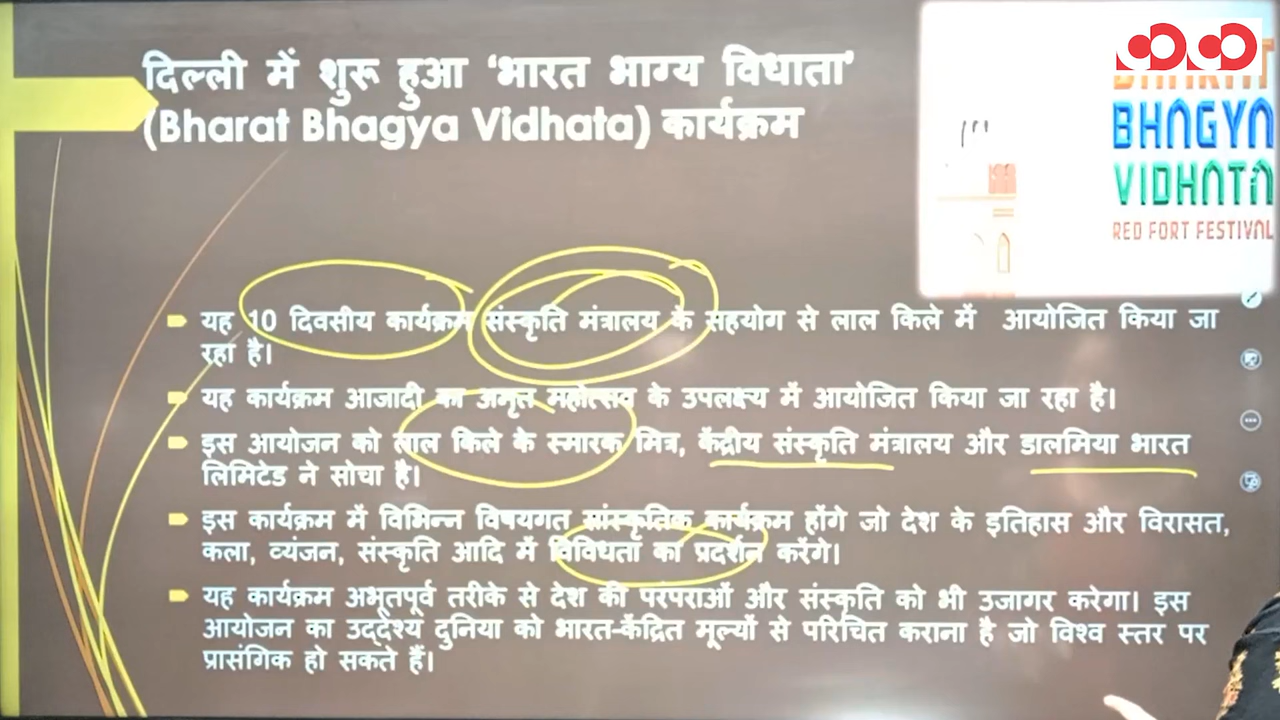 दिल्ली में शुरू हुआ ‘भारत भाग्य विधाता’
(Bharat Bhagya Vidhata) कार्यक्रम
BHARAT
BHAGYA
VIDHATA
RED FORT FESTIVAL
यह 10 दिवसीय कार्यक्रम संस्कृति मंत्रालय के सहयोग से लाल किले में आयोजित किया जा
रहा है।
यह कार्यक्रम आजादी का अमृत महोत्सव के उपलक्ष्य में आयोजित किया जा रहा है।
इस आयोजन को लाल किले के स्मारक मित्र, केंद्रीय संस्कृति मंत्रालय और डालमिया भारत
लिमिटेड ने सोचा है।
इस कार्यक्रम में विभिन्न विषयगत सांस्कृतिक कार्यक्रम होंगे जो देश के इतिहास और विरासत,
कला, व्यंजन, संस्कृति आदि में विविधता का प्रदर्शन करेंगे।
यह कार्यक्रम अभूतपूर्व तरीके से देश की परंपराओं और संस्कृति को भी उजागर करेगा। इस
आयोजन का उद्देश्य दुनिया को भारत-केंद्रित मूल्यों से परिचित कराना है जो विश्व स्तर पर
प्रासंगिक हो सकते हैं।